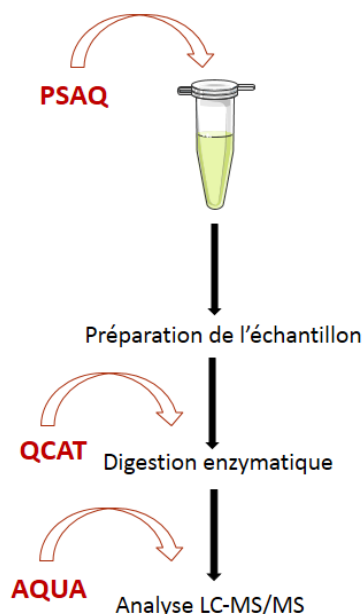 PSAQ
Préparation de l'échantillon
QCAT
Digestion enzymatique
AQUA
Analyse LC-MS/MS